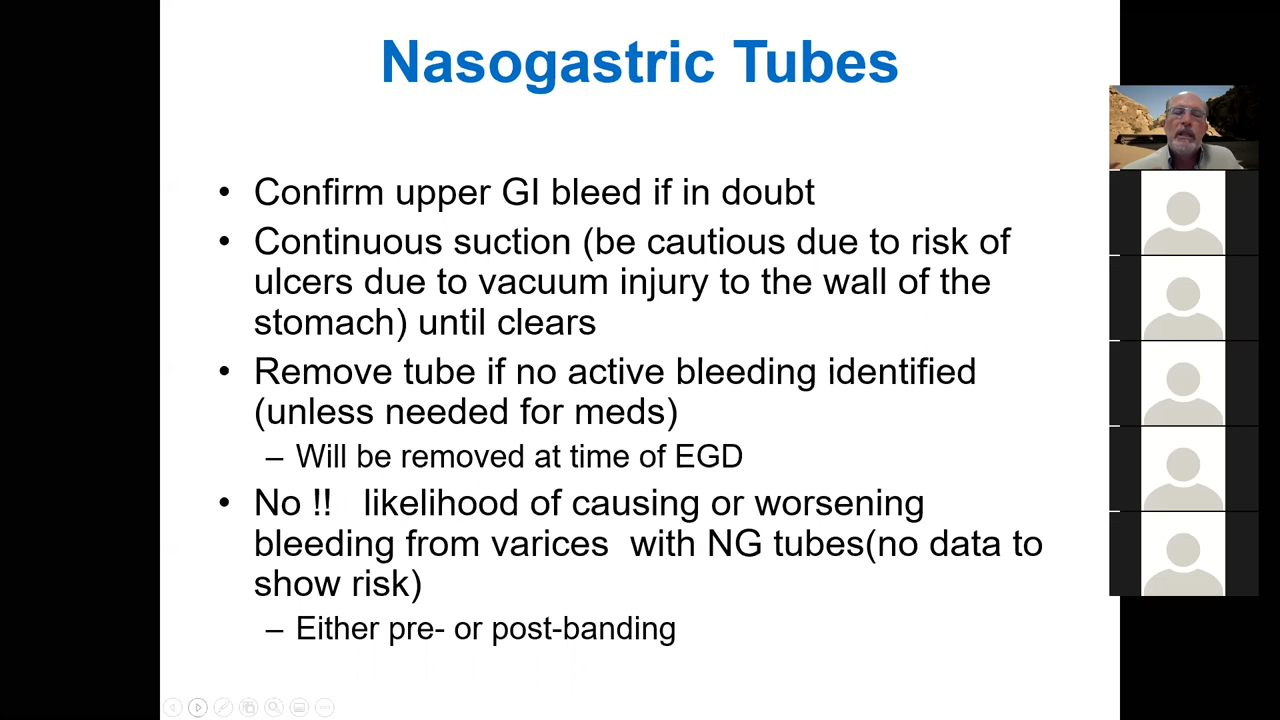 Nasogastric Tubes
• Confirm upper GI bleed if in doubt
• Continuous suction (be cautious due to risk of
ulcers due to vacuum injury to the wall of the
stomach) until clears
• Remove tube if no active bleeding identified
(unless needed for meds)
– Will be removed at time of EGD
• No !!   likelihood of causing or worsening
bleeding from varices  with NG tubes(no data to
show risk)
– Either pre- or post-banding